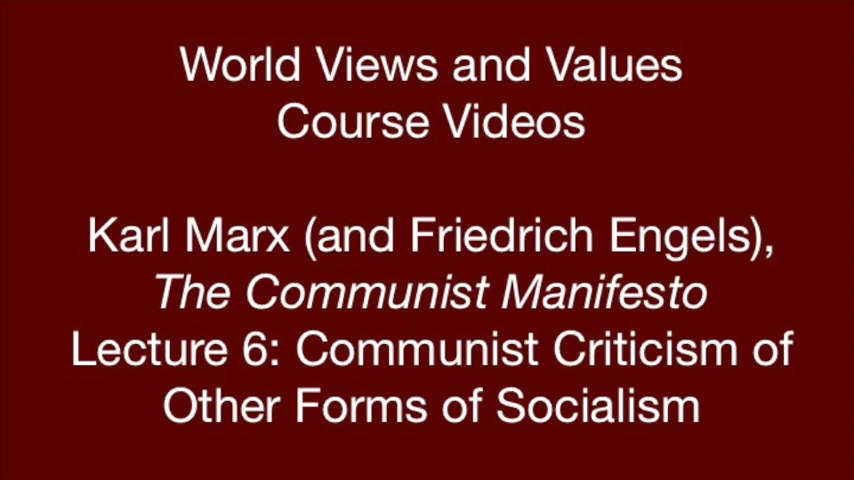 World Views and Values
Course Videos
Karl Marx (and Friedrich Engels),
The Communist Manifesto
Lecture 6: Communist Criticism of
Other Forms of Socialism